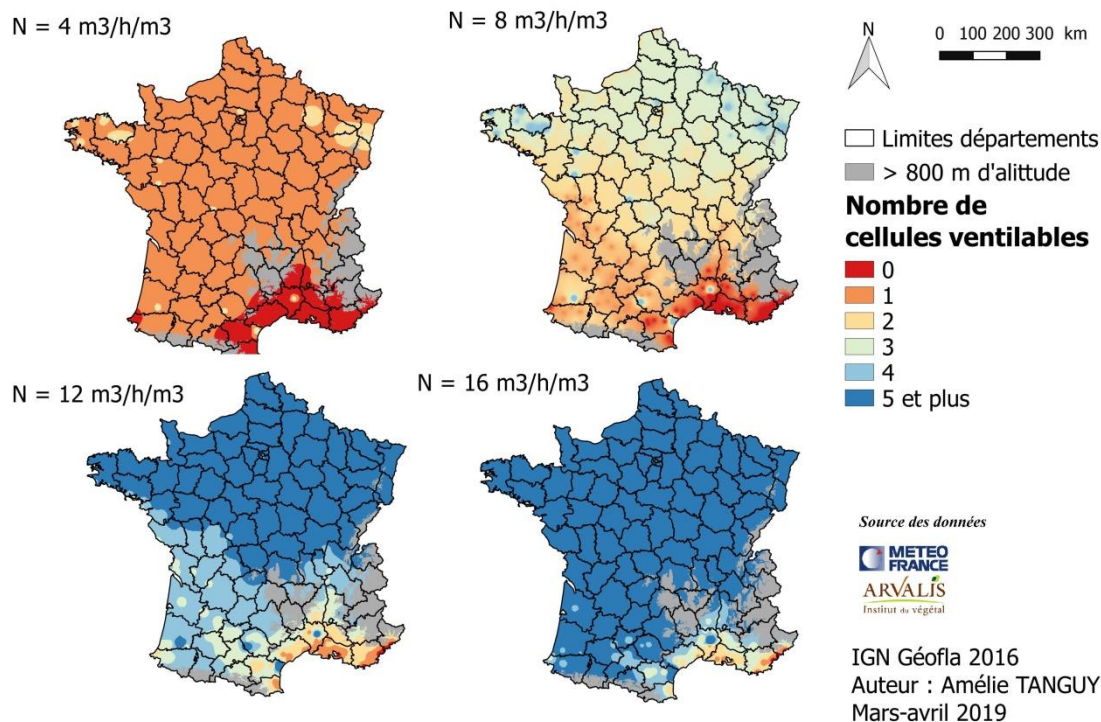 N = 4 m3/h/m3
N = 8 m3/h/m3
N
0 100 200 300 km
Limites départements
> 800 m d'alitude
Nombre de
cellules ventilables
0
1
2
3
4
5 et plus
N = 12 m3/h/m3
N = 16 m3/h/m3
Source des données
METEO
FRANCE
ARVALIS
Institut du végétal
IGN Géofla 2016
Auteur : Amélie TANGUY
Mars-avril 2019